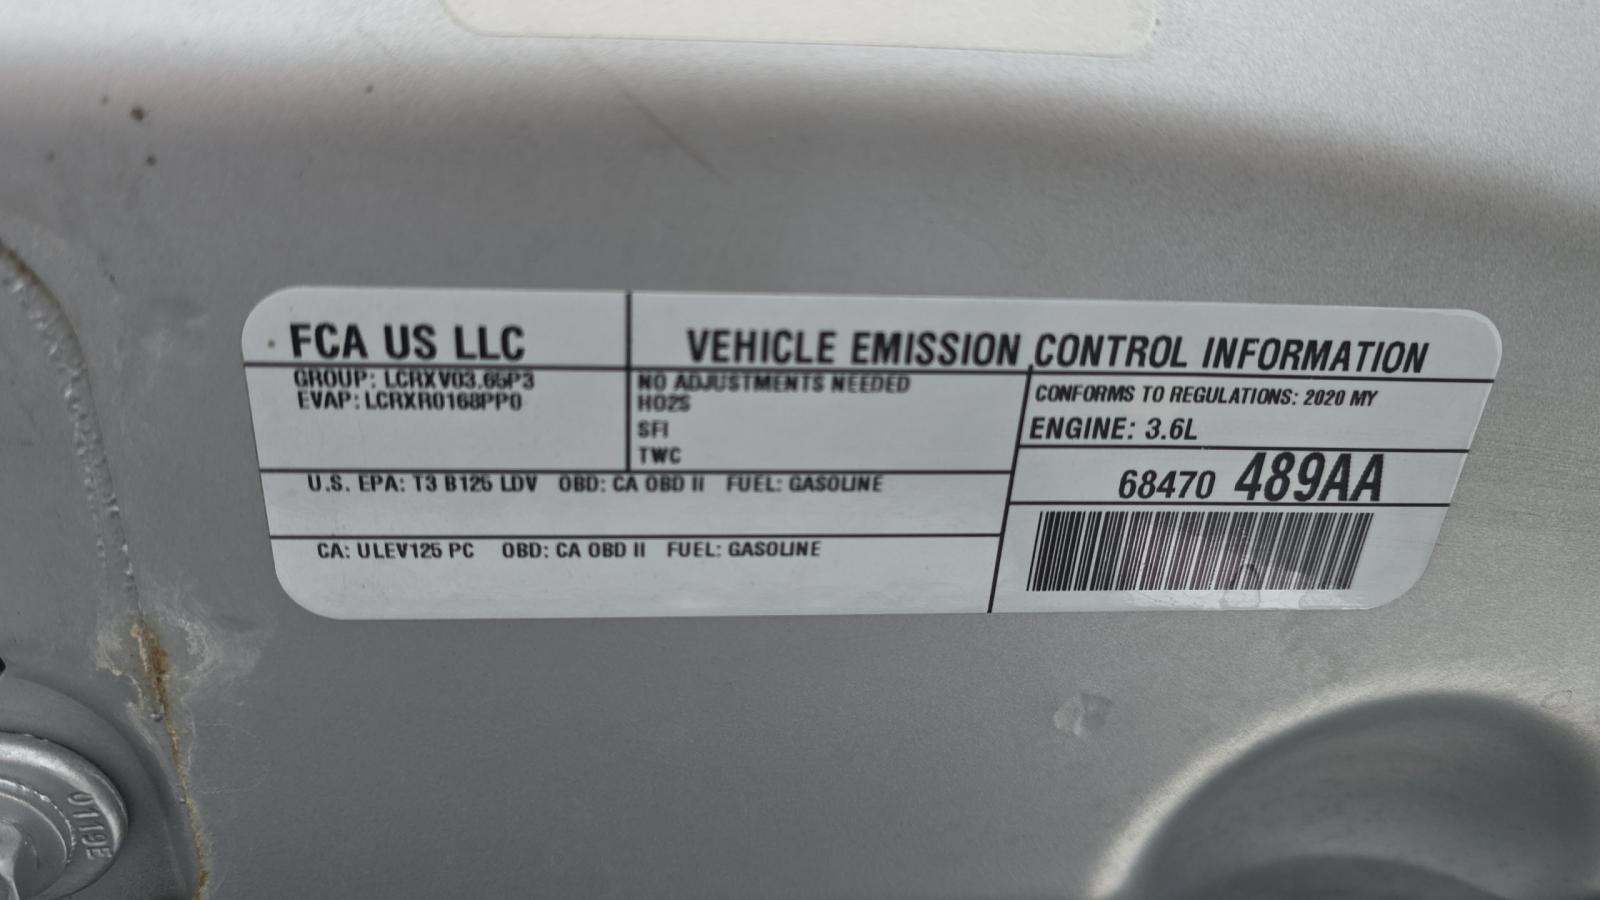 FCA US LLC
VEHICLE EMISSION CONTROL INFORMATION
GROUP: LCRXV03.65P3
EVAP: LCRXR0168PP0
NO ADJUSTMENTS NEEDED
HO2S
SFI
TWC
CONFORMS TO REGULATIONS: 2020 MY
ENGINE: 3.6L
68470 489AA
U.S. EPA: T3 B125 LDV OBD: CA OBD II FUEL: GASOLINE
CA: ULEV125 PC OBD: CA OBD II FUEL: GASOLINE